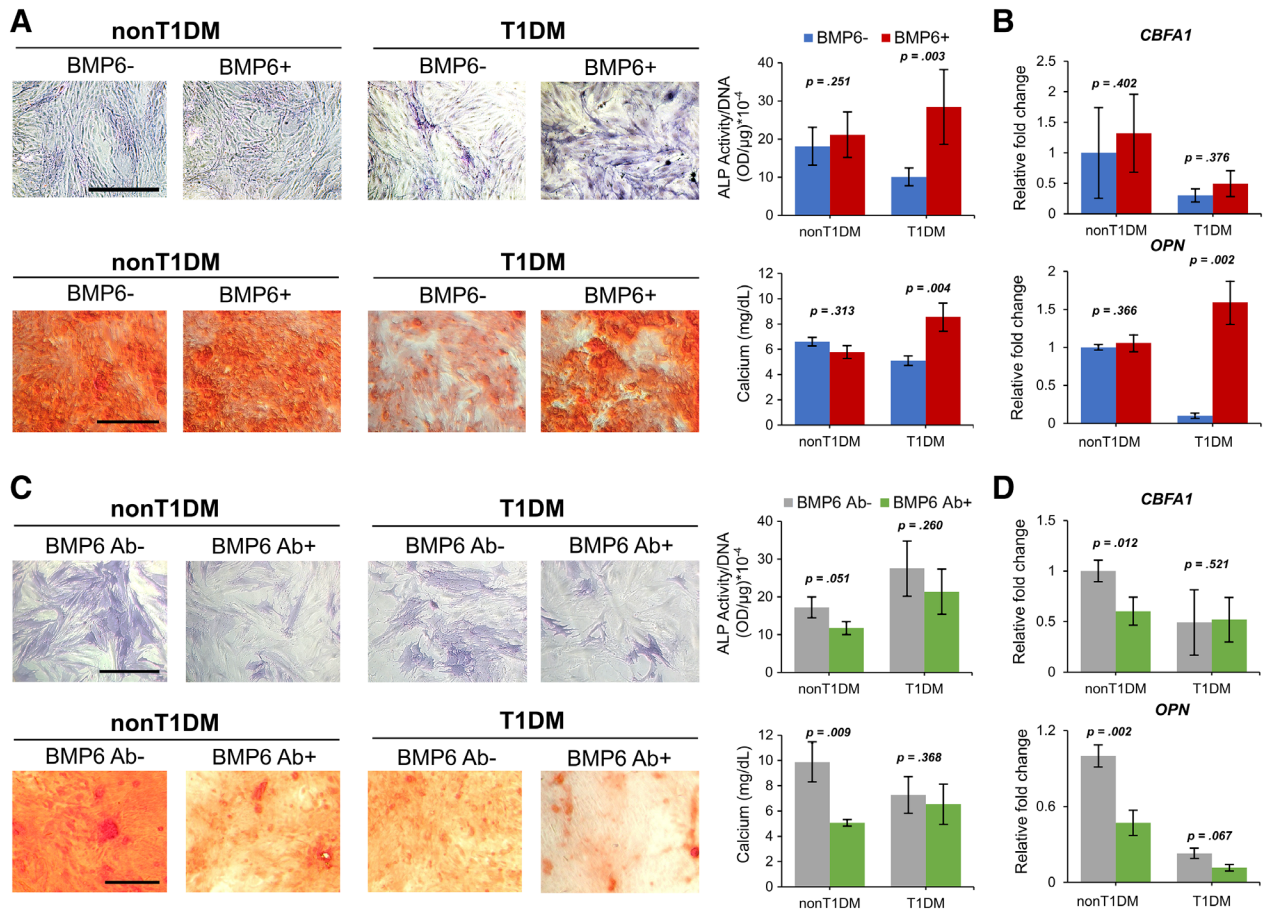 A
nonT1DM
T1DM
BMP6-
BMP6+
BMP6-
BMP6+
BMP6- BMP6+
ALP Activity/DNA
(OD/µg)*10-4
40
30
20
10
0
p = .251
p = .003
nonT1DM
T1DM
B
CBFA1
Relative fold change
2.5
2
1.5
1
0.5
0
p = .402
p = .376
nonT1DM
T1DM
nonT1DM
T1DM
BMP6-
BMP6+
BMP6-
BMP6+
Calcium (mg/dL)
12
10
8
6
4
2
0
p = .313
p = .004
nonT1DM
T1DM
OPN
Relative fold change
2
1.5
1
0.5
0
p = .366
p = .002
nonT1DM
T1DM
C
nonT1DM
T1DM
BMP6 Ab-
BMP6 Ab+
BMP6 Ab-
BMP6 Ab+
BMP6 Ab- BMP6 Ab+
ALP Activity/DNA
(OD/µg)*10-4
40
30
20
10
0
p = .051
p = .260
nonT1DM
T1DM
D
CBFA1
Relative fold change
1.5
1
0.5
0
p = .012
p = .521
nonT1DM
T1DM
nonT1DM
T1DM
BMP6 Ab-
BMP6 Ab+
BMP6 Ab-
BMP6 Ab+
Calcium (mg/dL)
12
10
8
6
4
2
0
p = .009
p = .368
nonT1DM
T1DM
OPN
Relative fold change
1.2
0.6
0
p = .002
p = .067
nonT1DM
T1DM